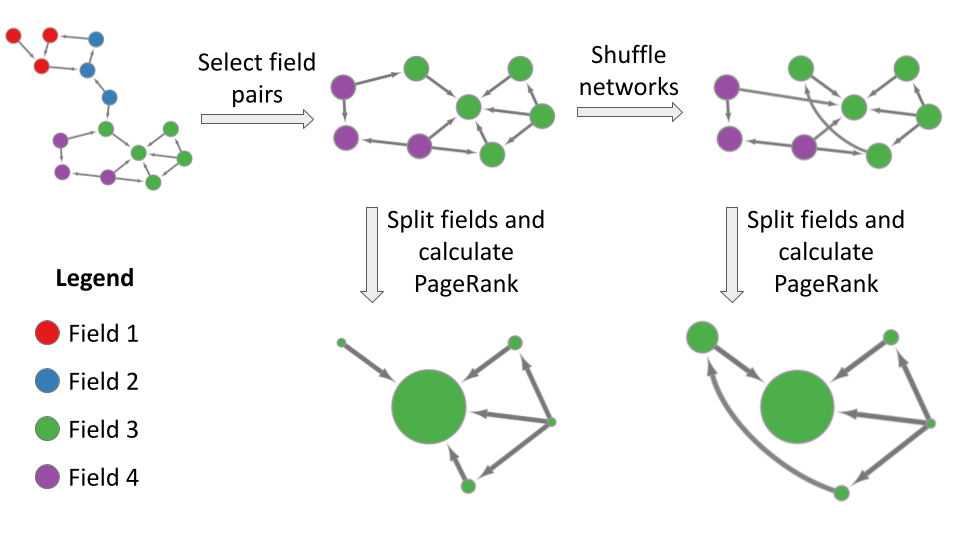 Select field
pairs
Shuffle
networks
Split fields and
calculate
PageRank
Split fields and
calculate
PageRank
Legend
Field 1
Field 2
Field 3
Field 4